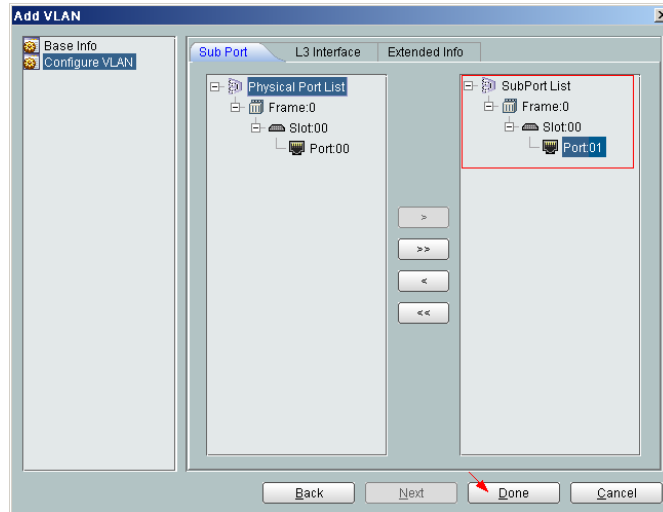 Add VLAN
Base Info
Configure VLAN
Sub Port
L3 Interface
Extended Info
Physical Port List
Frame:0
Slot:00
Port:00
>
>>
<
<<
SubPort List
Frame:0
Slot:00
Port:01
Back
Next
Done
Cancel